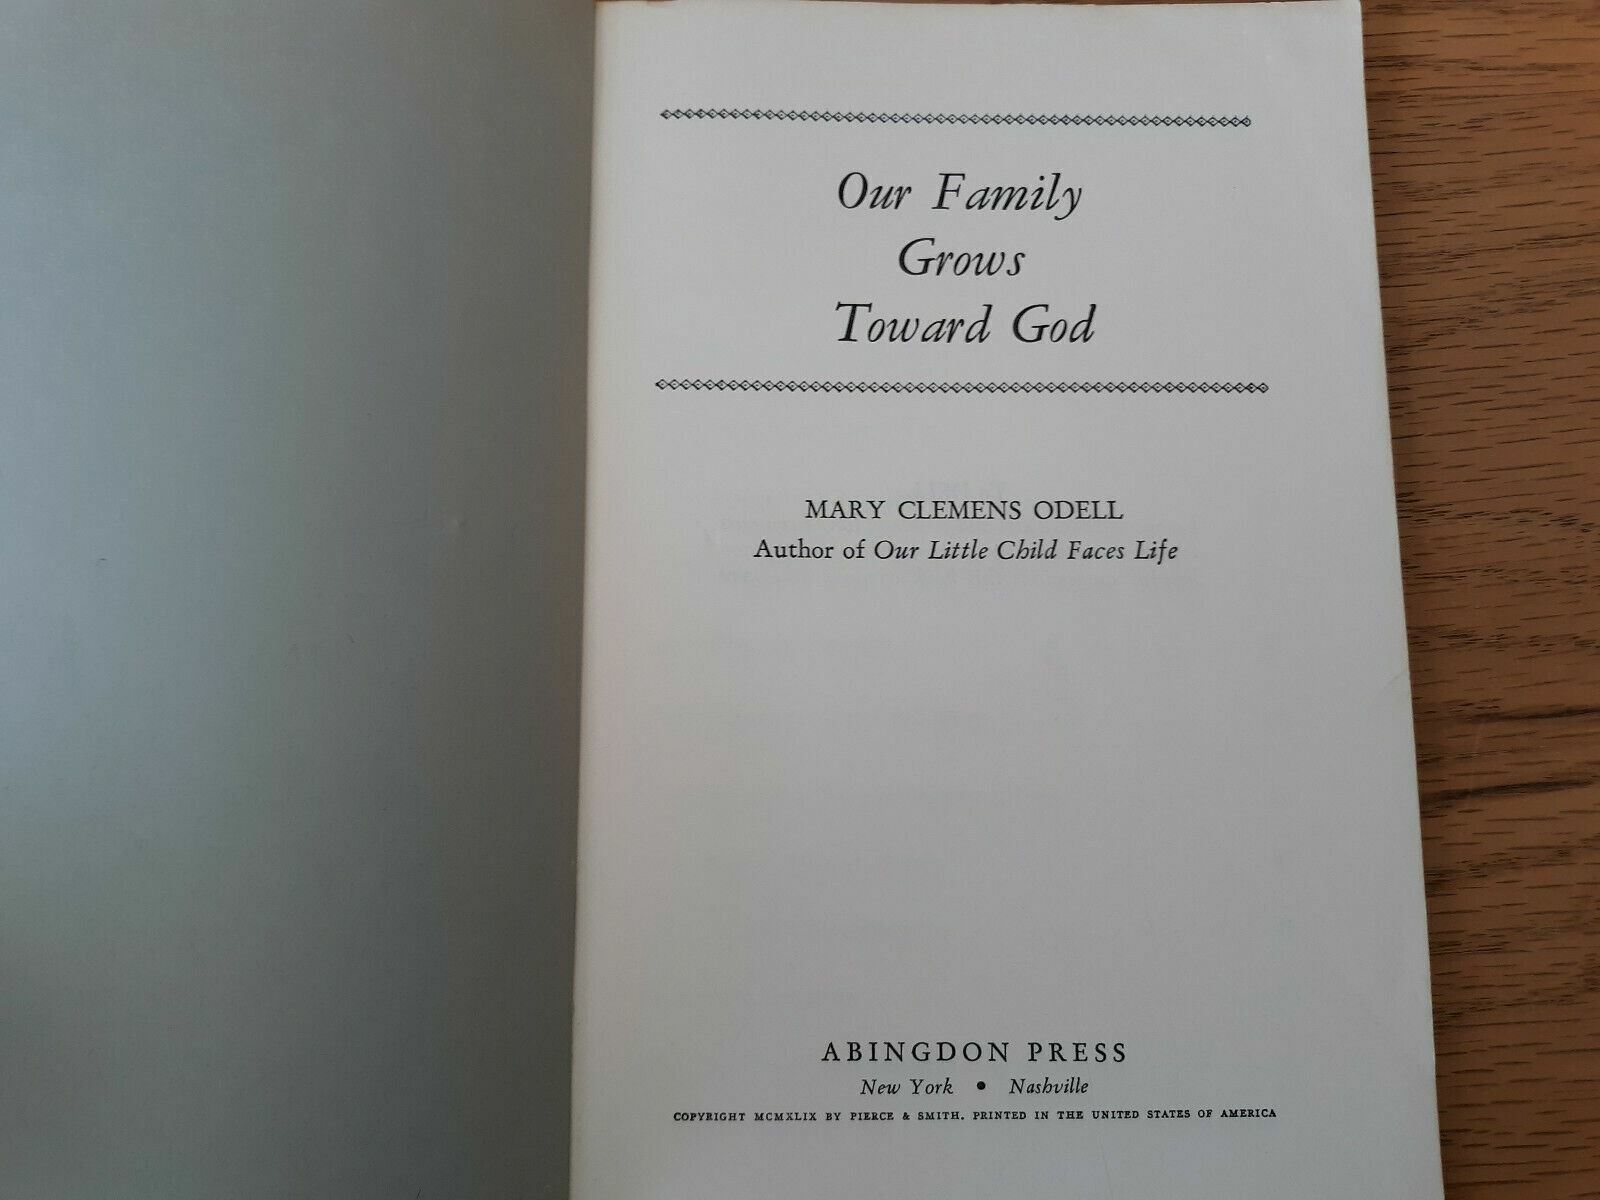 Our Family
Grows
Toward God
MARY CLEMENS ODELL
Author of Our Little Child Faces Life
ABINGDON PRESS
New York • Nashville
COPYRIGHT MCMXLIX BY PIERCE & SMITH. PRINTED IN THE UNITED STATES OF AMERICA